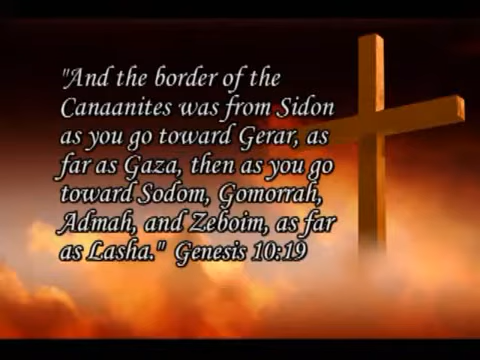 "And the border of the
Canaanites was from Sidon
as you go toward Gerar, as
far as Gaza, then as you go
toward Sodom, Gomorrah,
Admah, and Zeboim, as far
as Lasha." Genesis 10:19